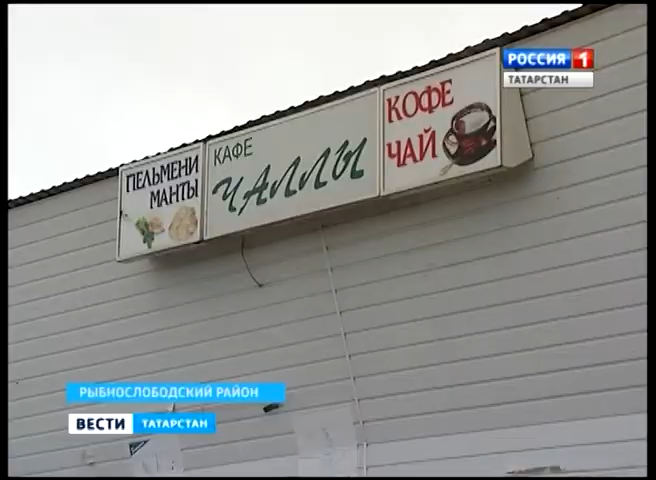 РОССИЯ 1
ТАТАРСТАН
ПЕЛЬМЕНИ
МАНТЫ
КАФЕ
ЧАЛЛЫ
КОФЕ
ЧАЙ
РЫБНОСЛОБОДСКИЙ РАЙОН
ВЕСТИ ТАТАРСТАН